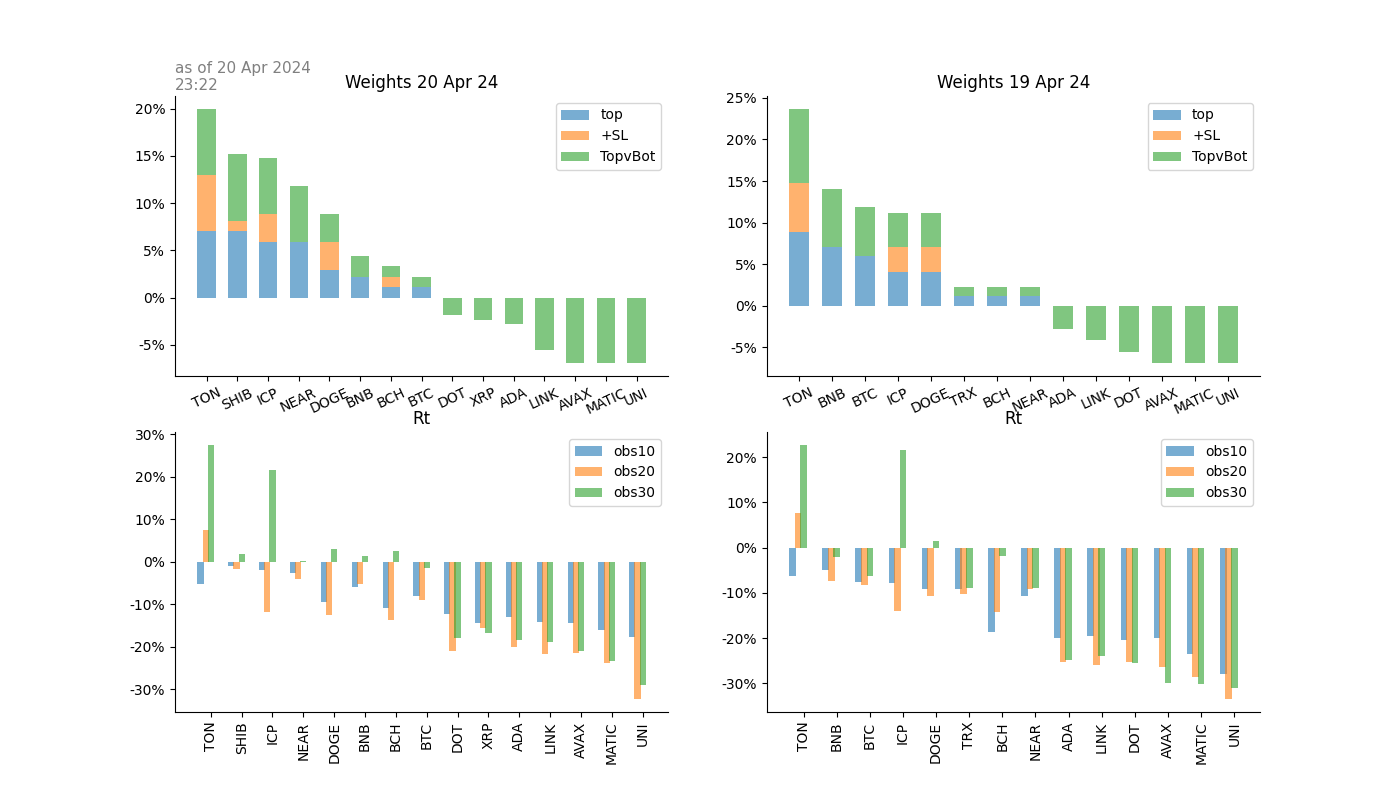 as of 20 Apr 2024
23:22
Weights 20 Apr 24
20%
15%
10%
5%
0%
-5%
top
+SL
TopvBot
TON SHIB ICP NEAR DOGE BNB BCH BTC DOT XRP ADA LINK AVAX MATIC UNI
Weights 19 Apr 24
25%
20%
15%
10%
5%
0%
-5%
top
+SL
TopvBot
TON BNB BTC ICP DOGE TRX BCH NEAR ADA LINK DOT AVAX MATIC UNI
Rt
30%
20%
10%
0%
-10%
-20%
-30%
obs10
obs20
obs30
TON SHIB ICP NEAR DOGE BNB BCH BTC DOT XRP ADA LINK AVAX MATIC UNI
Rt
20%
10%
0%
-10%
-20%
-30%
obs10
obs20
obs30
TON BNB BTC ICP DOGE TRX BCH NEAR ADA LINK DOT AVAX MATIC UNI